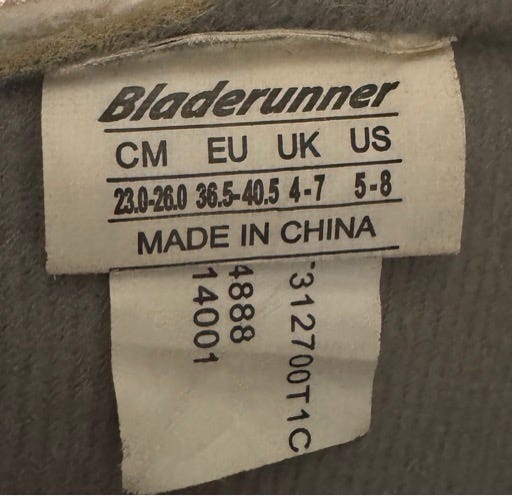 Bladerunner
CM EU UK US
23.0-26.0 36.5-40.5 4-7 5-8
MADE IN CHINA
312700T1C
4888
14001